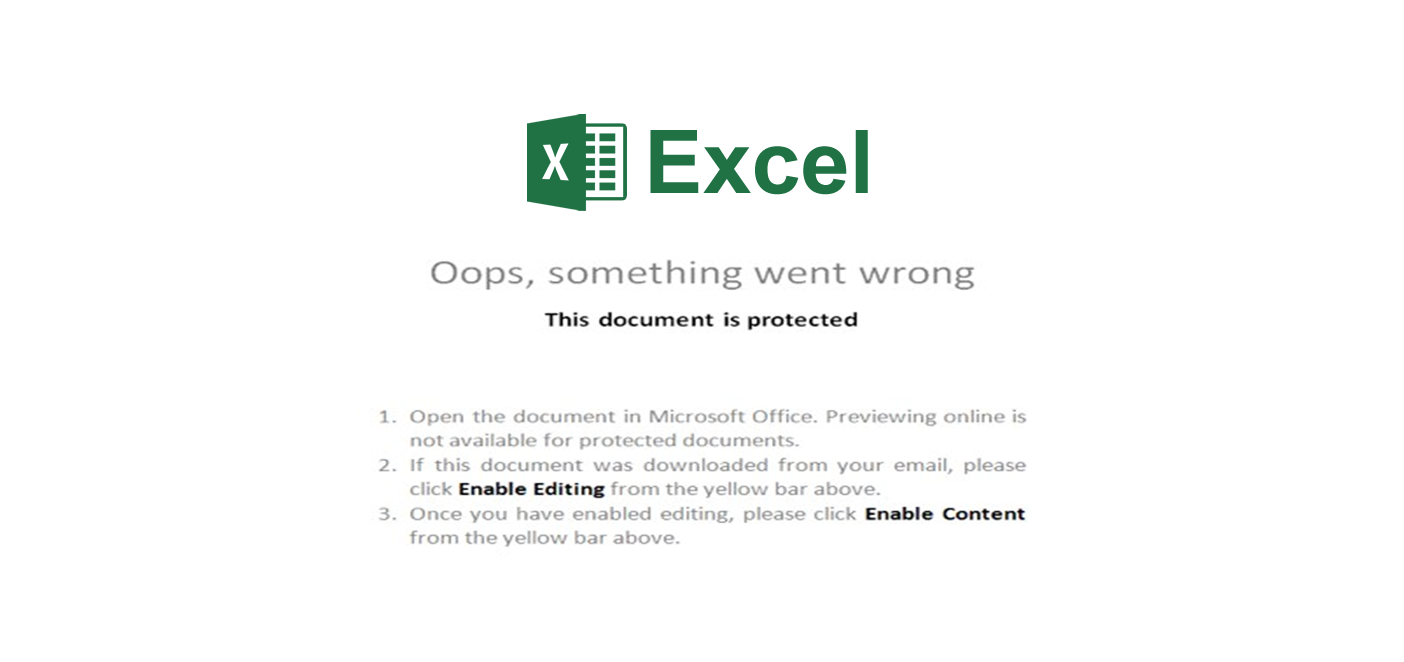 X Excel
Oops, something went wrong
This document is protected
1. Open the document in Microsoft Office. Previewing online is
not available for protected documents.
2. If this document was downloaded from your email, please
click Enable Editing from the yellow bar above.
3. Once you have enabled editing, please click Enable Content
from the yellow bar above.